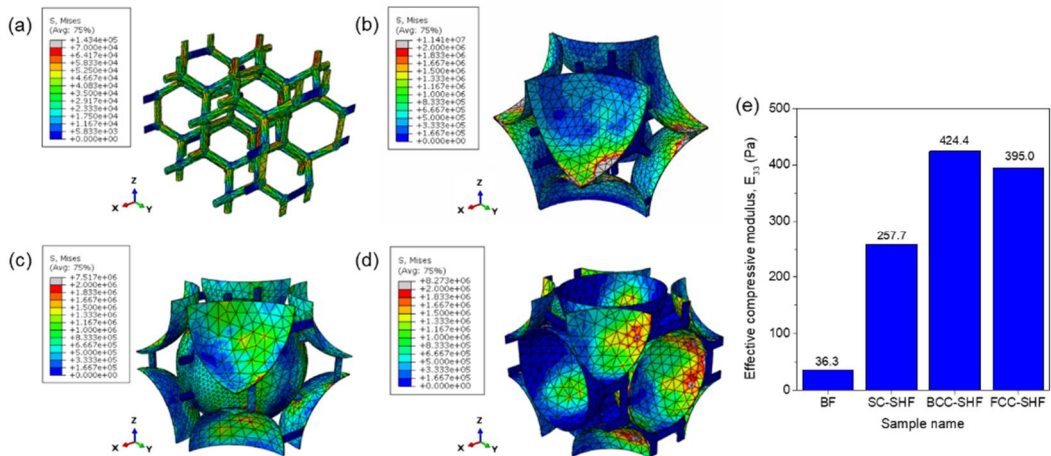 (a)
S, Mises
(Avg: 75%)
+1.434e+05
+7.000e+04
+6.417e+04
+5.833e+04
+5.250e+04
+4.667e+04
+4.083e+04
+3.500e+04
+2.917e+04
+2.333e+04
+1.750e+04
+1.167e+04
+5.833e+03
+0.000e+00
Z
X Y
(b)
S, Mises
(Avg: 75%)
+1.141e+07
+2.000e+06
+1.833e+06
+1.667e+06
+1.500e+06
+1.333e+06
+1.167e+06
+1.000e+06
+8.333e+05
+6.667e+05
+5.000e+05
+3.333e+05
+1.667e+05
+0.000e+00
Z
X Y
(c)
S, Mises
(Avg: 75%)
+7.517e+06
+2.000e+06
+1.833e+06
+1.667e+06
+1.500e+06
+1.333e+06
+1.167e+06
+1.000e+06
+8.333e+05
+6.667e+05
+5.000e+05
+3.333e+05
+1.667e+05
+0.000e+00
Z
X Y
(d)
S, Mises
(Avg: 75%)
+8.273e+06
+2.000e+06
+1.833e+06
+1.667e+06
+1.500e+06
+1.333e+06
+1.167e+06
+1.000e+06
+8.333e+05
+6.667e+05
+5.000e+05
+3.333e+05
+1.667e+05
+0.000e+00
Z
X Y
(e)
Effective compressive modulus, E33 (Pa)
500
400
300
200
100
0
36.3
257.7
424.4
395.0
BF SC-SHF BCC-SHF FCC-SHF
Sample name